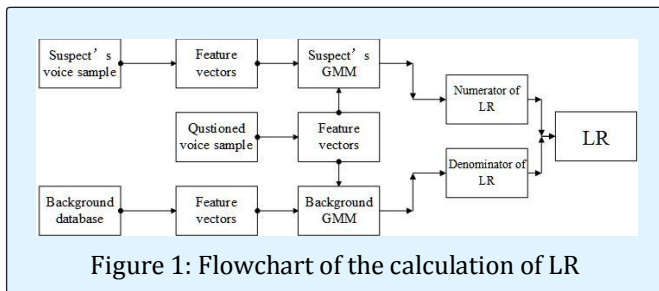 Suspect's
voice sample
Feature
vectors
Suspect's
GMM
Numerator of
LR
Qustioned
voice sample
Feature
vectors
LR
Denominator of
LR
Background
database
Feature
vectors
Background
GMM
Figure 1: Flowchart of the calculation of LR